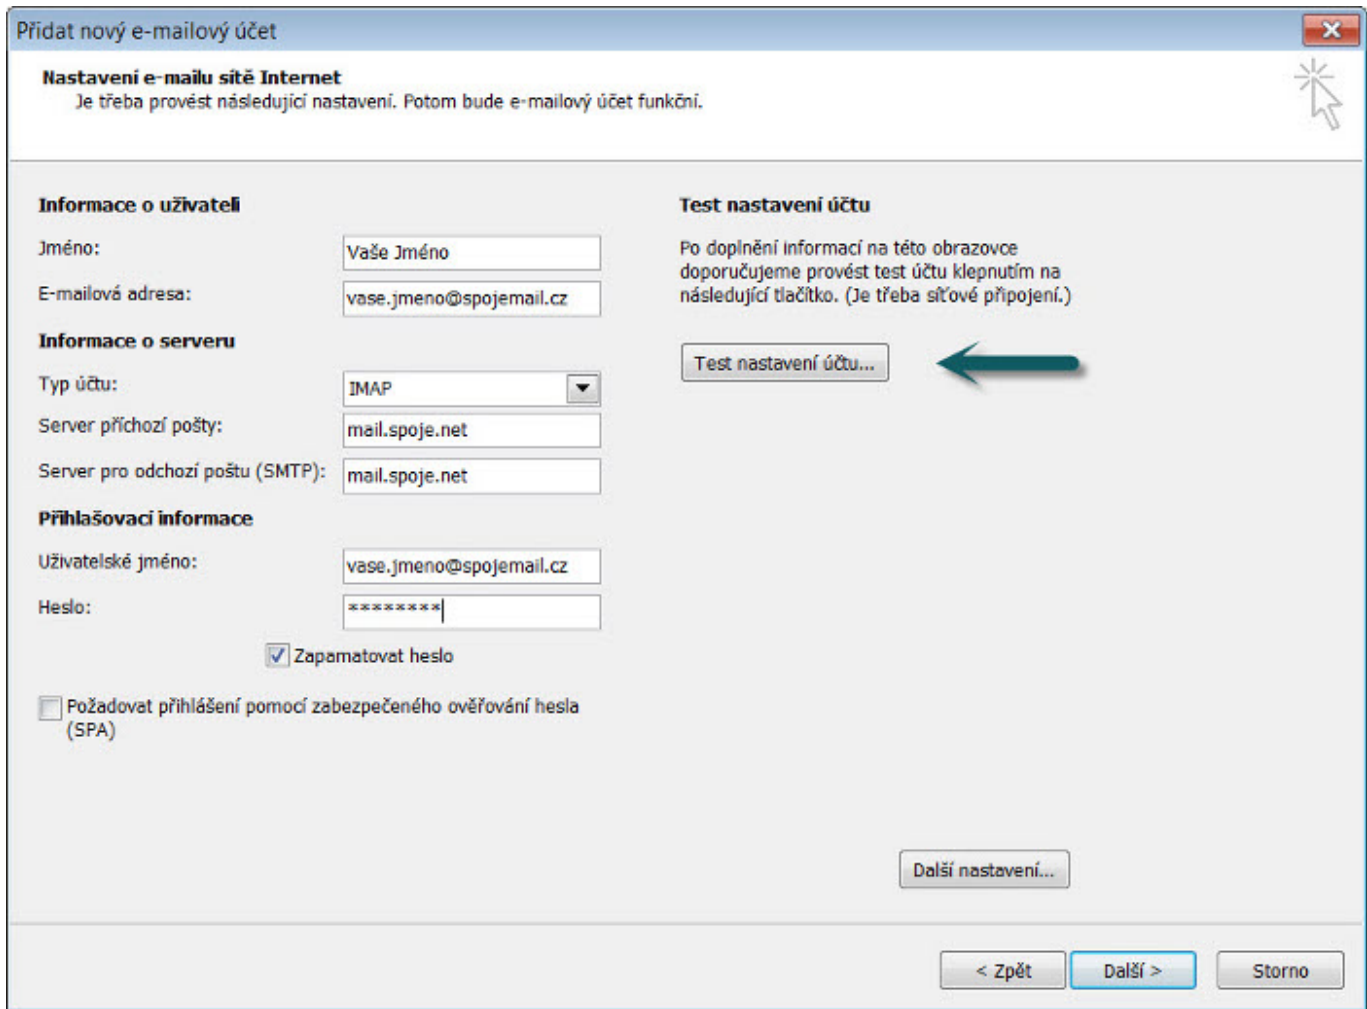 Přidat nový e-mailový účet
Nastavení e-mailu sítě Internet
Je třeba provést následující nastavení. Potom bude e-mailový účet funkční.
Informace o uživateli
Jméno:
Vaše Jméno
E-mailová adresa:
vase.jmeno@spojemail.cz
Informace o serveru
Typ účtu:
IMAP
Server příchozí pošty:
mail.spoje.net
Server pro odchozí poštu (SMTP):
mail.spoje.net
Přihlašovací informace
Uživatelské jméno:
vase.jmeno@spojemail.cz
Heslo:
********
Zapamatovat heslo
Požadovat přihlášení pomocí zabezpečeného ověřování hesla
(SPA)
Test nastavení účtu
Po doplnění informací na této obrazovce
doporučujeme provést test účtu klepnutím na
následující tlačítko. (Je třeba síťové připojení.)
Test nastavení účtu...
Další nastavení...
< Zpět
Další >
Storno